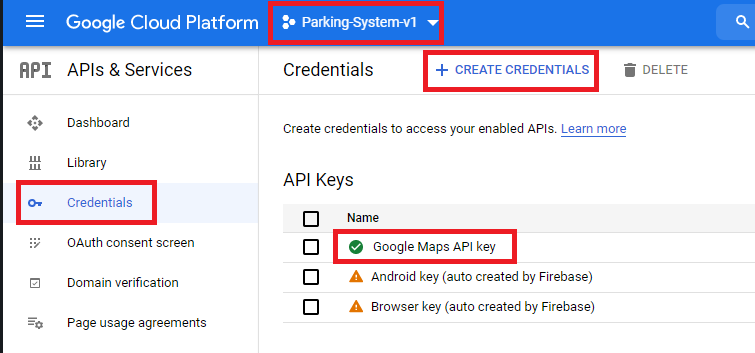 Google Cloud Platform Parking-System-v1
API APIs & Services
Credentials + CREATE CREDENTIALS DELETE
Dashboard
Library
Credentials
OAuth consent screen
Domain verification
Page usage agreements
Create credentials to access your enabled APIs. Learn more
API Keys
Name
Google Maps API key
Android key (auto created by Firebase)
Browser key (auto created by Firebase)